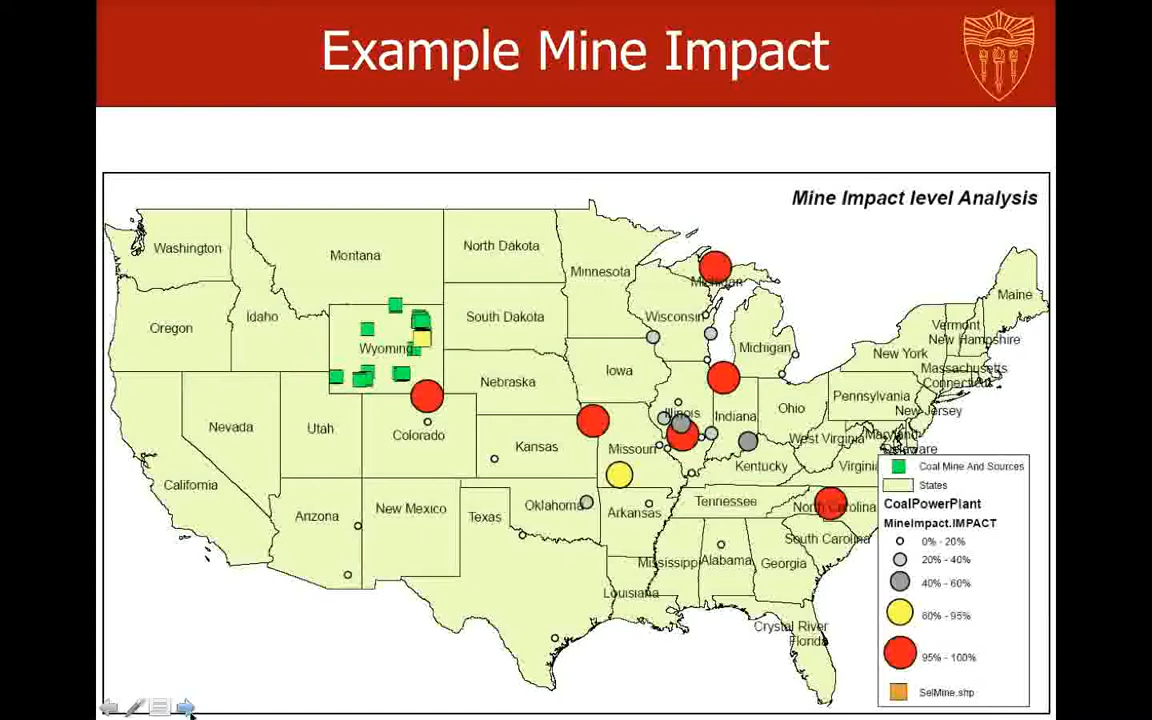 Example Mine Impact
Mine Impact level Analysis
Washington
Montana
North Dakota
Minnesota
Michigan
Maine
Oregon
Idaho
South Dakota
Wisconsin
Vermont
New Hampshire
Wyoming
Michigan
New York
Massachusetts
Connecticut
Iowa
Nebraska
Pennsylvania
New Jersey
Nevada
Utah
Colorado
Illinois
Indiana
Ohio
Kansas
Missouri
West Virginia
Maryland
Delaware
California
Kentucky
Virginia
Arizona
New Mexico
Texas
Oklahoma
Arkansas
Tennessee
North Carolina
South Carolina
Mississippi
Alabama
Georgia
Louisiana
Crystal River
Florida
Coal Mine And Sources
States
CoalPowerPlant
MineImpact.IMPACT
0% - 20%
20% - 40%
40% - 60%
60% - 95%
95% - 100%
SelMine.shp